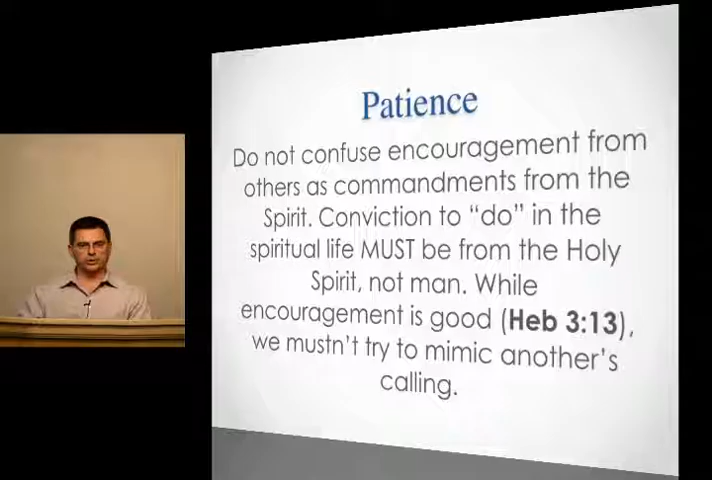 Patience
Do not confuse encouragement from
others as commandments from the
Spirit. Conviction to “do” in the
spiritual life MUST be from the Holy
Spirit, not man. While
encouragement is good (Heb 3:13),
we mustn’t try to mimic another’s
calling.